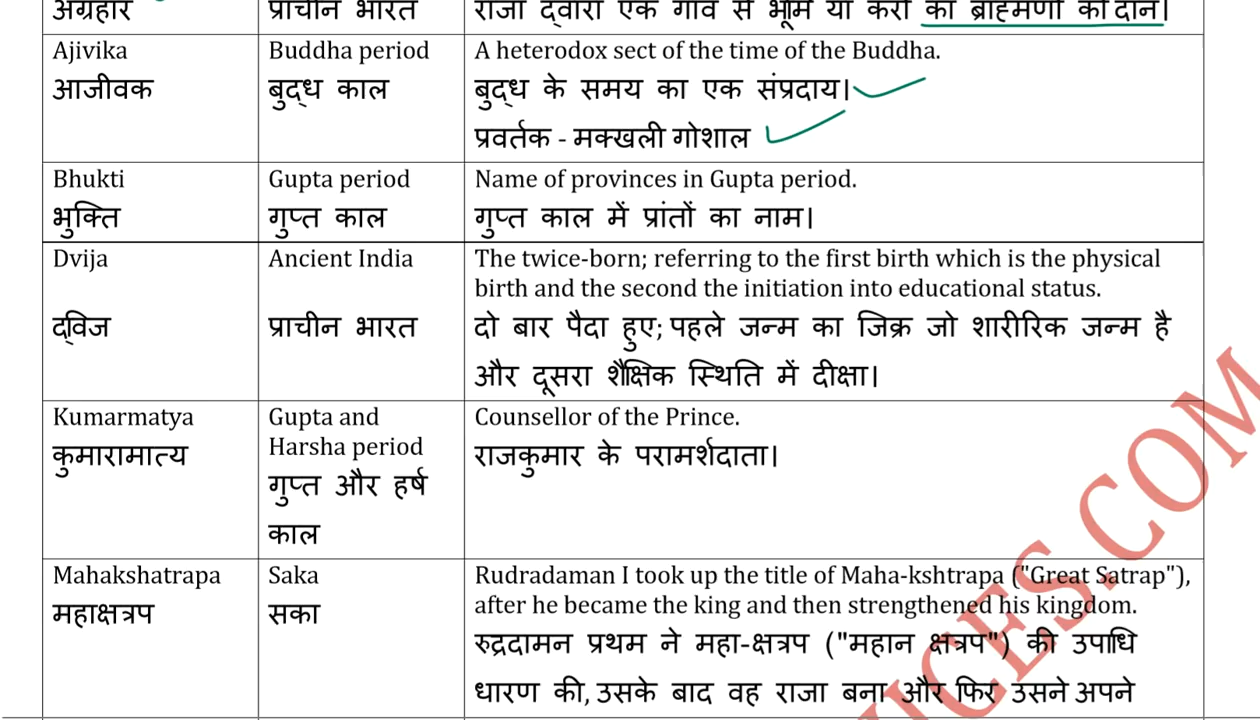 अग्रहार
प्राचीन भारत
राजा द्वारा एक गांव से भूमि या करों का ब्राह्मणों को दान।
Ajivika
आजीवक
Buddha period
बुद्ध काल
A heterodox sect of the time of the Buddha.
बुद्ध के समय का एक संप्रदाय।
प्रवर्तक - मक्खली गोशाल
Bhukti
भुक्ति
Gupta period
गुप्त काल
Name of provinces in Gupta period.
गुप्त काल में प्रांतों का नाम।
Dvija
द्विज
Ancient India
प्राचीन भारत
The twice-born; referring to the first birth which is the physical
birth and the second the initiation into educational status.
दो बार पैदा हुए; पहले जन्म का जिक्र जो शारीरिक जन्म है
और दूसरा शैक्षिक स्थिति में दीक्षा।
Kumarmatya
कुमारामात्य
Gupta and
Harsha period
गुप्त और हर्ष
काल
Counsellor of the Prince.
राजकुमार के परामर्शदाता।
Mahakshatrapa
महाक्षत्रप
Saka
सका
Rudradaman I took up the title of Maha-kshtrapa ("Great Satrap"),
after he became the king and then strengthened his kingdom.
रुद्रदामन प्रथम ने महा-क्षत्रप ("महान क्षत्रप") की उपाधि
धारण की, उसके बाद वह राजा बना और फिर उसने अपने
ICES.COM